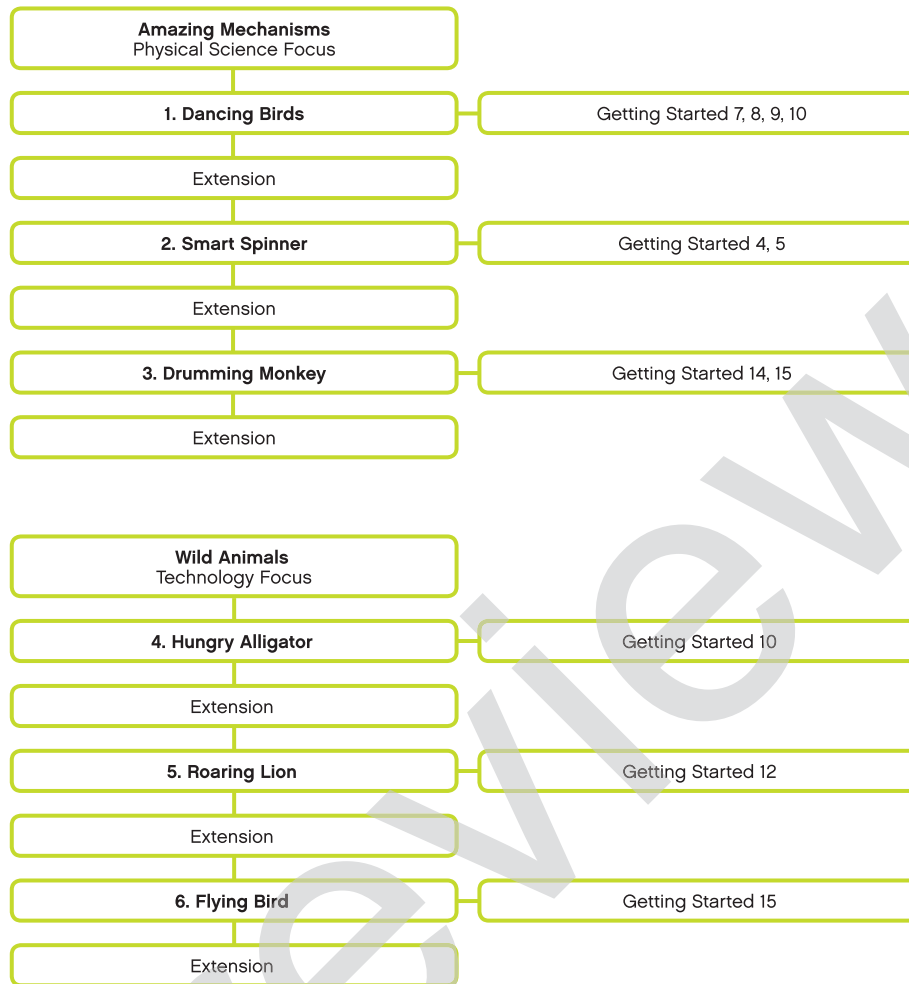 Amazing Mechanisms
Physical Science Focus
1. Dancing Birds
Getting Started 7, 8, 9, 10
Extension
2. Smart Spinner
Getting Started 4, 5
Extension
3. Drumming Monkey
Getting Started 14, 15
Extension
Wild Animals
Technology Focus
4. Hungry Alligator
Getting Started 10
Extension
5. Roaring Lion
Getting Started 12
Extension
6. Flying Bird
Getting Started 15
Extension
eview